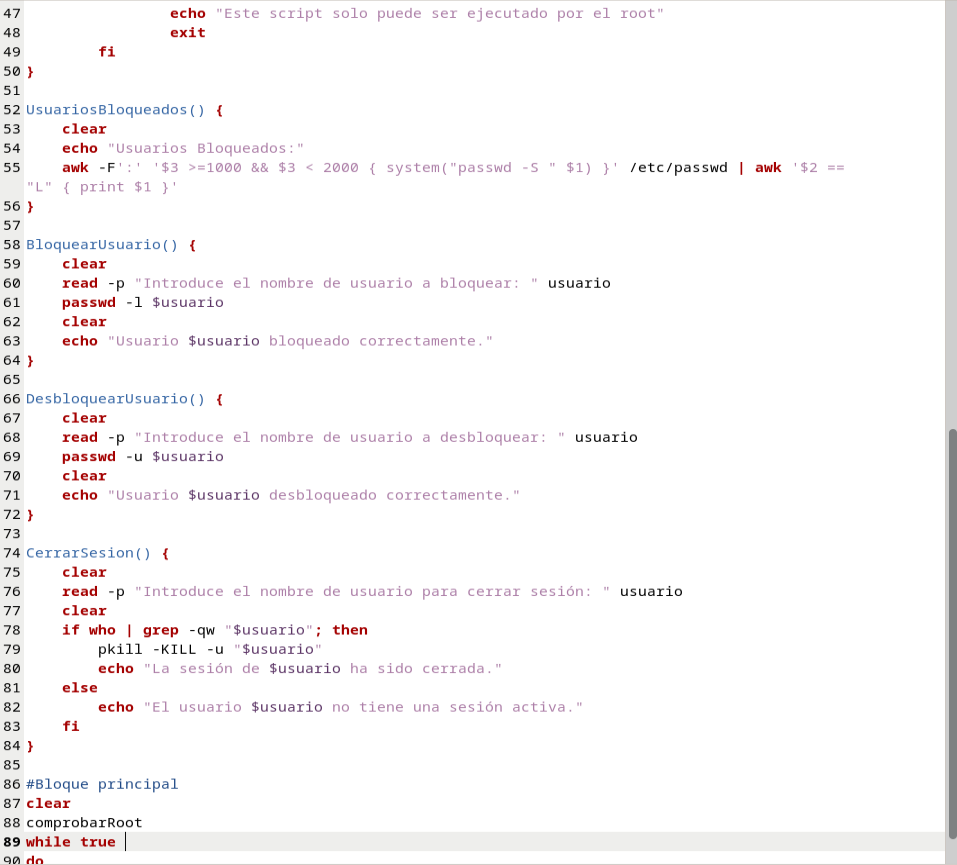 47                 echo "Este script solo puede ser ejecutado por el root"
48                 exit
49         fi
50 }
51
52 UsuariosBloqueados() {
53     clear
54     echo "Usuarios Bloqueados:"
55     awk -F':' '$3 >=1000 && $3 < 2000 { system("passwd -S " $1) }' /etc/passwd | awk '$2 ==
"L" { print $1 }'
56 }
57
58 BloquearUsuario() {
59     clear
60     read -p "Introduce el nombre de usuario a bloquear: " usuario
61     passwd -l $usuario
62     clear
63     echo "Usuario $usuario bloqueado correctamente."
64 }
65
66 DesbloquearUsuario() {
67     clear
68     read -p "Introduce el nombre de usuario a desbloquear: " usuario
69     passwd -u $usuario
70     clear
71     echo "Usuario $usuario desbloqueado correctamente."
72 }
73
74 CerrarSesion() {
75     clear
76     read -p "Introduce el nombre de usuario para cerrar sesión: " usuario
77     clear
78     if who | grep -qw "$usuario"; then
79         pkill -KILL -u "$usuario"
80         echo "La sesión de $usuario ha sido cerrada."
81     else
82         echo "El usuario $usuario no tiene una sesión activa."
83     fi
84 }
85
86 #Bloque principal
87 clear
88 comprobarRoot
89 while true
90 do